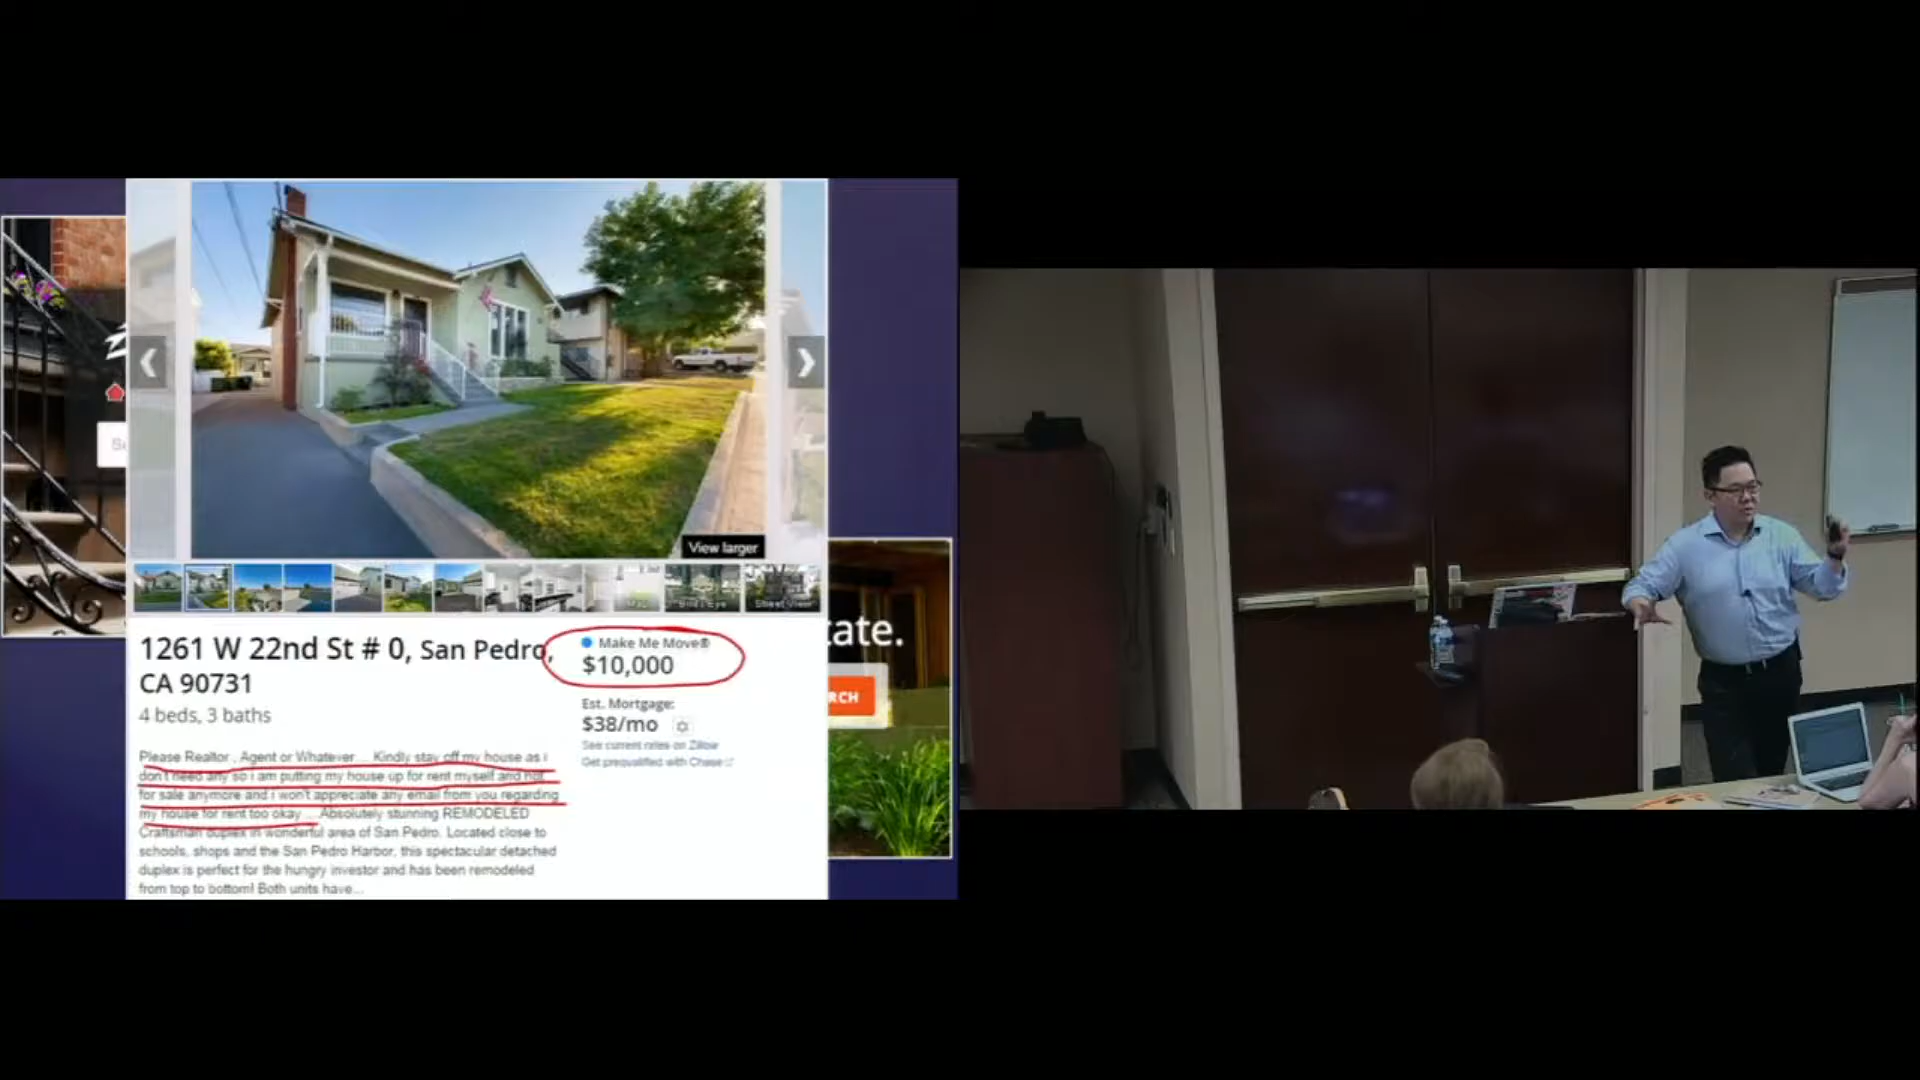 View larger
Map
Bird's Eye
Street View
1261 W 22nd St # 0, San Pedro,
CA 90731
4 beds, 3 baths
Make Me Move®
$10,000
Est. Mortgage:
$38/mo
See current rates on Zillow
Get prequalified with Chase
Please Realtor , Agent or Whatever... Kindly stay off my house as i
don't need any so i am putting my house up for rent myself and not
for sale anymore and i won't appreciate any email from you regarding
my house for rent too okay ... Absolutely stunning REMODELED
Craftsman duplex in wonderful area of San Pedro. Located close to
schools, shops and the San Pedro Harbor, this spectacular detached
duplex is perfect for the hungry investor and has been remodeled
from top to bottom! Both units have...
tate.
RCH